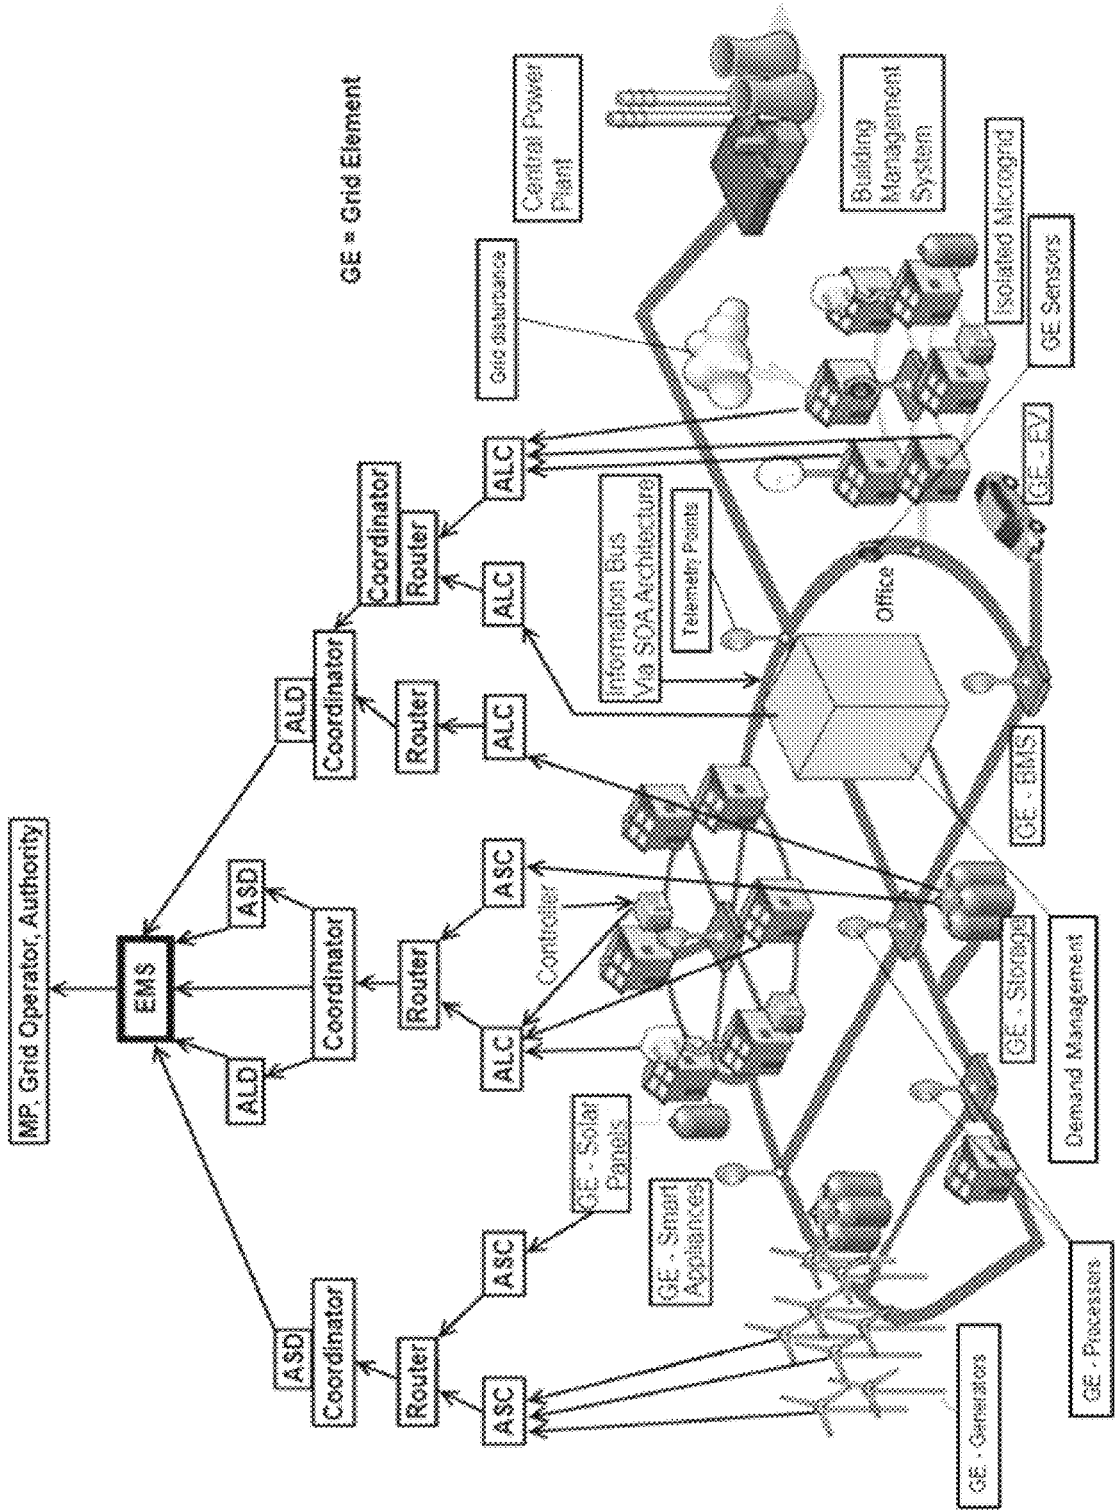 MP. Grid Operator, Authority
EMS
GE = Grid Element
ALD
ASD
ASD
Coordinator
ALD
Coordinator
Coordinator
Coordinator
Router
Router
Router
Router
ASC
ASC
ALC
ASC
ALC
ALC
ALC
Controller
Grid disturbance
Central Power
Plant
GE - Solar
Panels
Information Bus
Via SOA Architecture
GE - Smart
Appliances
Telemetry Points
Building
Management
System
Office
Isolated Microgrid
GE Sensors
GE - EV
GE - BMS
GE - Storage
GE - Generators
Demand Management
GE - Processors